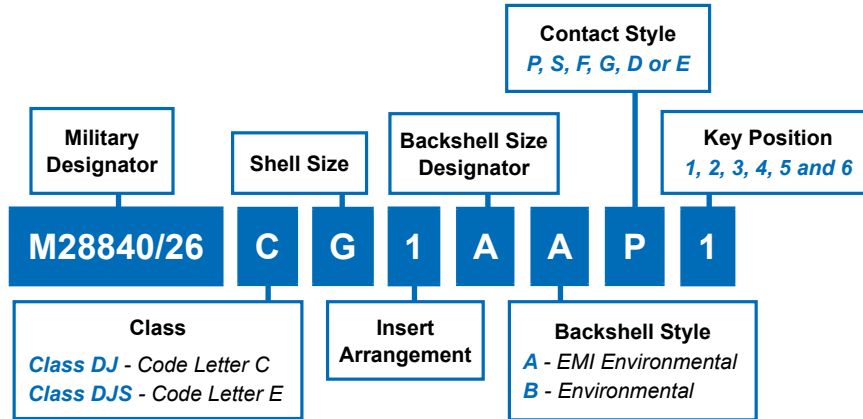 Contact Style
P, S, F, G, D or E
Military
Designator
Shell Size
Backshell Size
Designator
Key Position
1, 2, 3, 4, 5 and 6
M28840/26 C G 1 A A P 1
Class
Class DJ - Code Letter C
Class DJS - Code Letter E
Insert
Arrangement
Backshell Style
A - EMI Environmental
B - Environmental